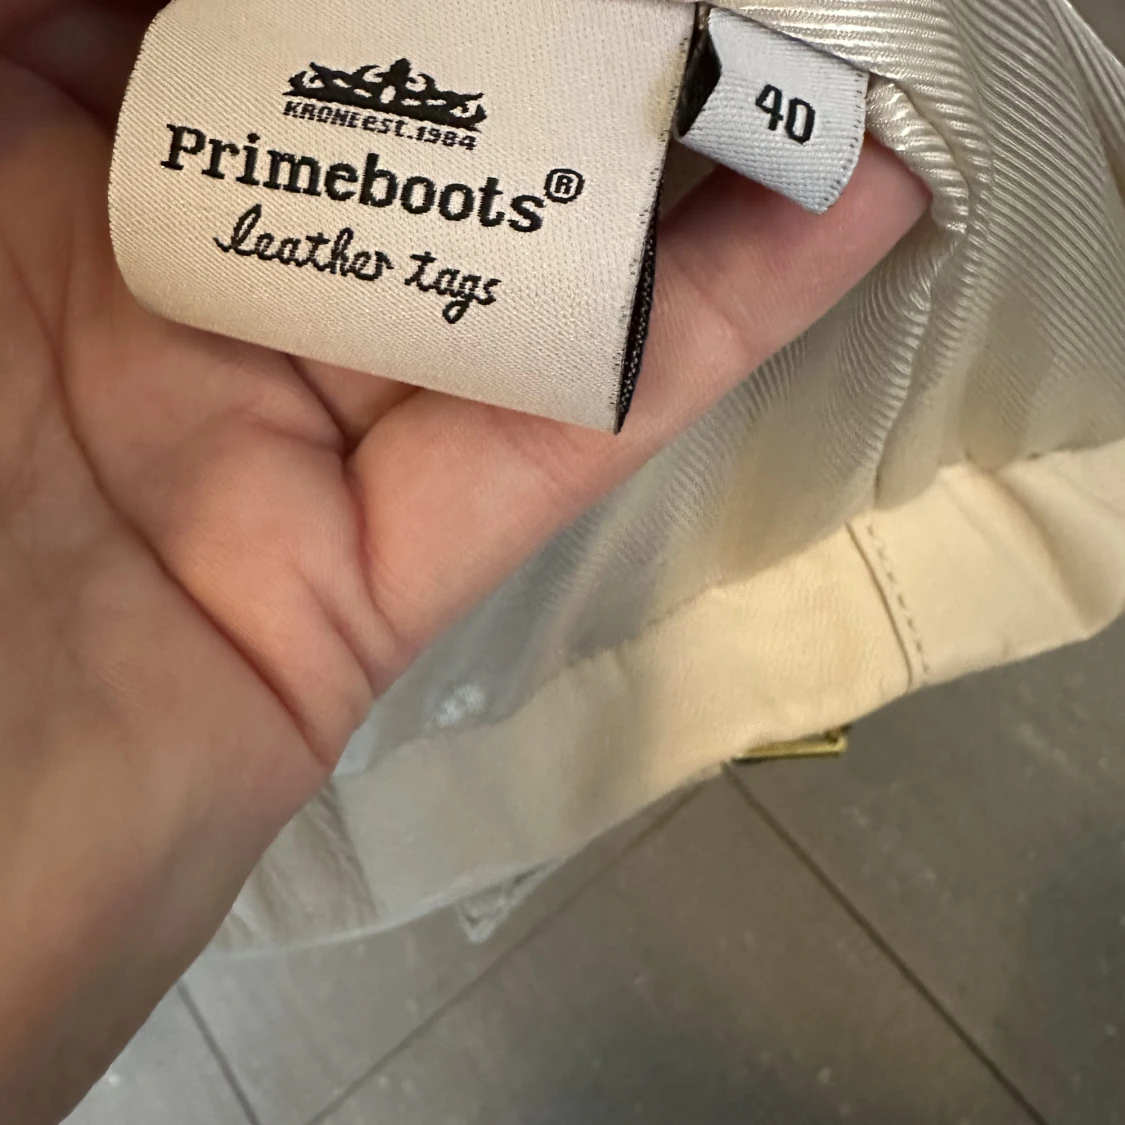 KRONE est.1984
Primeboots®
leather tags
40